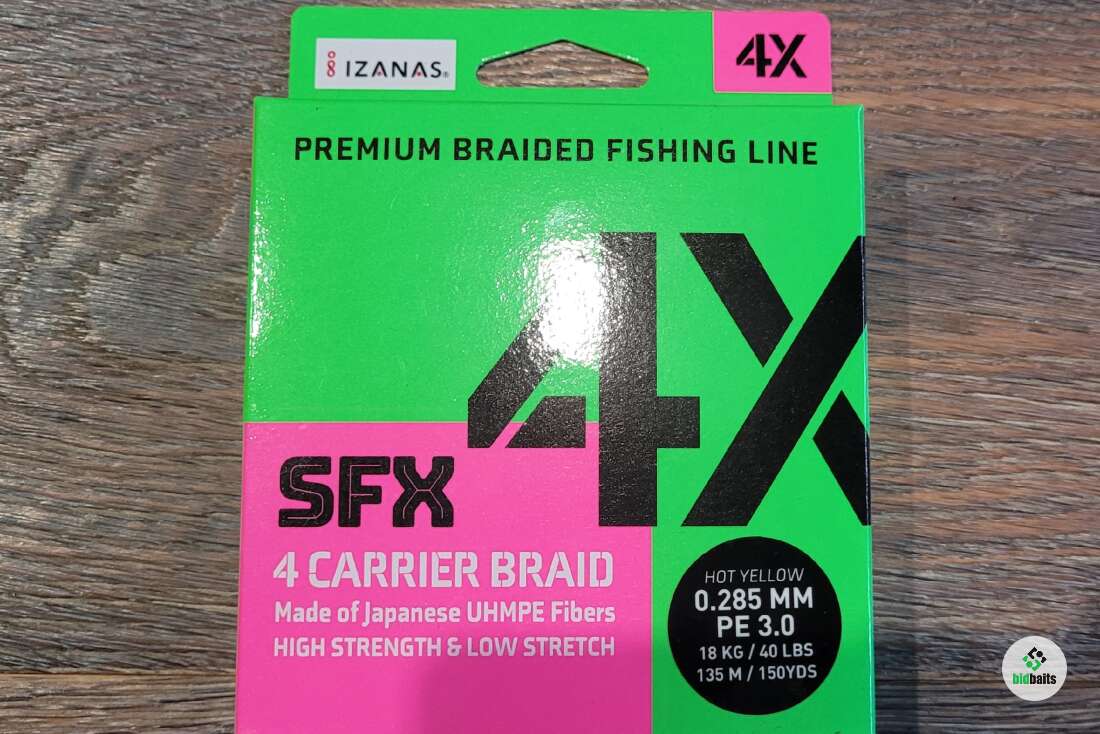 IZANAS®
4X
PREMIUM BRAIDED FISHING LINE
4X
SFX
4 CARRIER BRAID
Made of Japanese UHMPE Fibers
HIGH STRENGTH & LOW STRETCH
HOT YELLOW
0.285 MM
PE 3.0
18 KG / 40 LBS
135 M / 150YDS
bidbaits